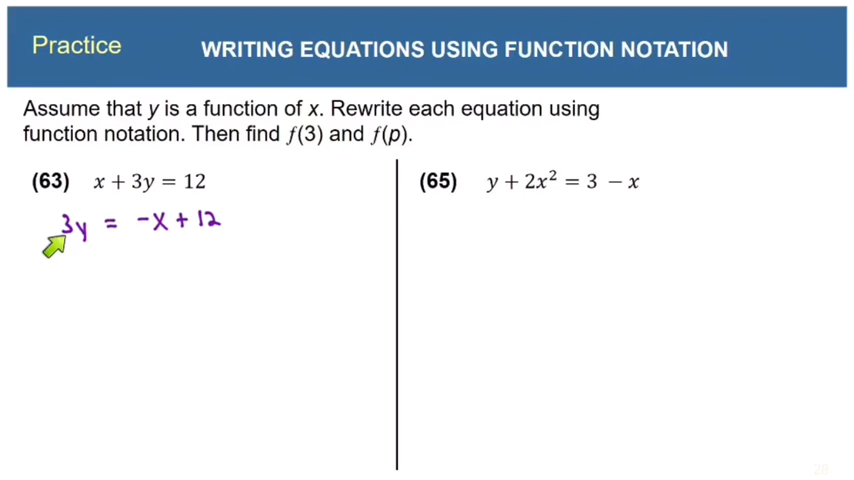 Practice
WRITING EQUATIONS USING FUNCTION NOTATION
Assume that y is a function of x. Rewrite each equation using
function notation. Then find f(3) and f(p).
(63) x + 3y = 12
3y = -x + 12
(65) y + 2x² = 3 − x
28